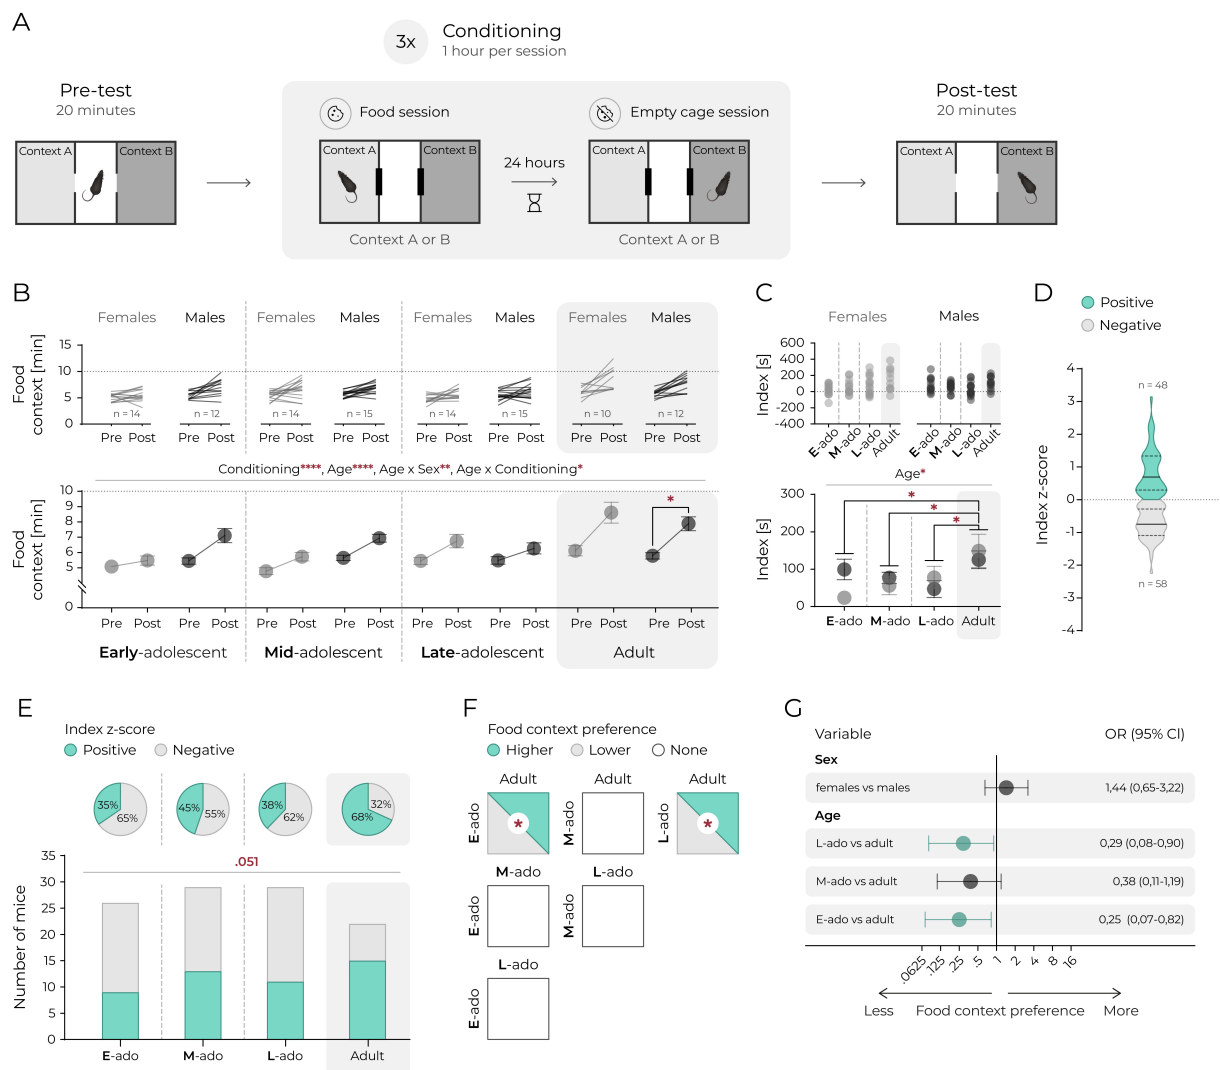 A
3x
Conditioning
1 hour per session
Pre-test
20 minutes
Context A
Context B
Food session
Context A
Context B
Context A or B
24 hours
Empty cage session
Context A
Context B
Context A or B
Post-test
20 minutes
Context A
Context B
B
Females Males Females Males Females Males Females Males
Food context [min]
15
10
5
0
n = 14 n = 12 n = 14 n = 15 n = 14 n = 15 n = 10 n = 12
Pre Post Pre Post Pre Post Pre Post Pre Post Pre Post Pre Post Pre Post
Conditioning****, Age****, Age x Sex**, Age x Conditioning*
Food context [min]
10
9
8
7
6
5
0
*
Pre Post Pre Post Pre Post Pre Post Pre Post Pre Post Pre Post Pre Post
Early-adolescent Mid-adolescent Late-adolescent Adult
C
Females Males
Index [s]
600
400
200
0
-200
-400
E-ado M-ado L-ado Adult E-ado M-ado L-ado Adult
Age*
Index [s]
300
200
100
0
*
*
*
E-ado M-ado L-ado Adult
D
Positive
Negative
Index z-score
4
3
2
1
0
-1
-2
-3
-4
n = 48
n = 58
E
Index z-score
Positive Negative
35% 65%
45% 55%
38% 62%
32% 68%
.051
Number of mice
35
30
25
20
15
10
5
0
E-ado M-ado L-ado Adult
F
Food context preference
Higher Lower None
Adult Adult Adult
E-ado * M-ado L-ado *
M-ado L-ado
E-ado M-ado
L-ado
E-ado
G
Variable OR (95% CI)
Sex
females vs males 1,44 (0,65-3,22)
Age
L-ado vs adult 0,29 (0,08-0,90)
M-ado vs adult 0,38 (0,11-1,19)
E-ado vs adult 0,25 (0,07-0,82)
.0625 .125 .25 .5 1 2 4 8 16
Less Food context preference More